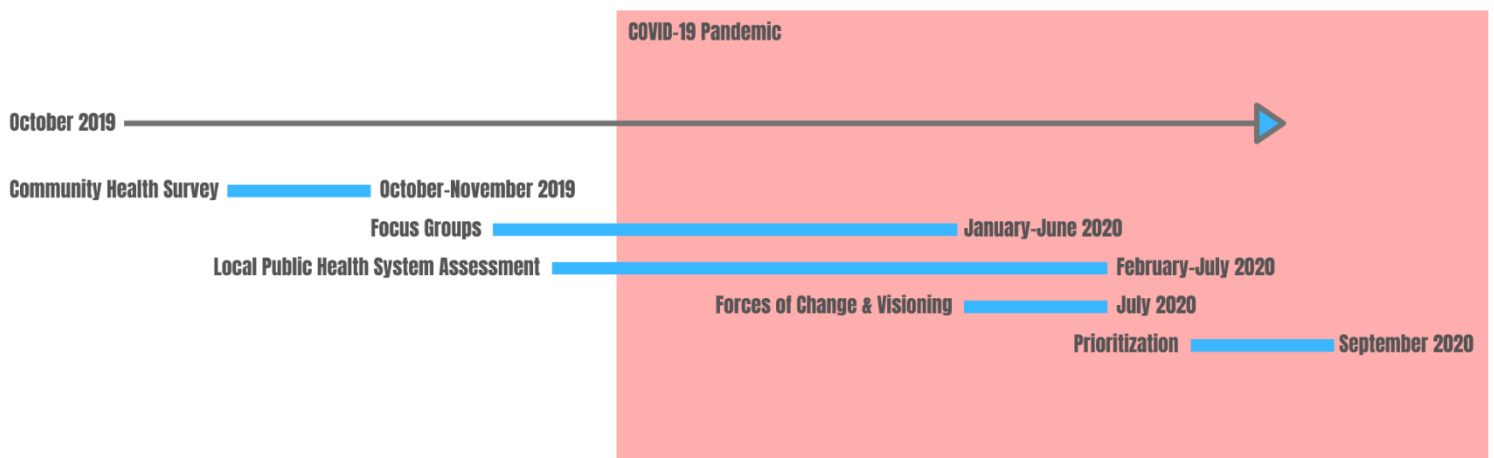 COVID-19 Pandemic
October 2019
Community Health Survey October-November 2019
Focus Groups January-June 2020
Local Public Health System Assessment February-July 2020
Forces of Change & Visioning July 2020
Prioritization September 2020